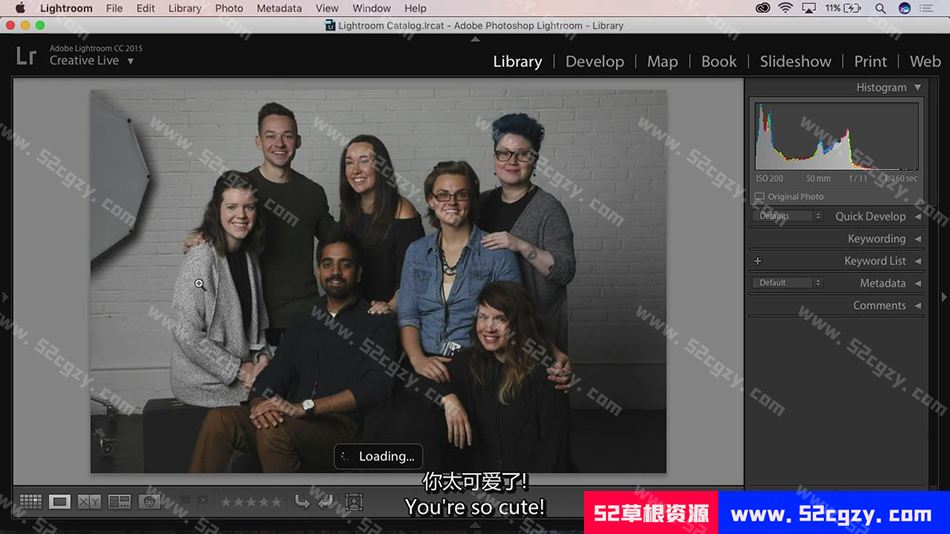 Lightroom File Edit Library Photo Metadata View Window Help 11%
Lightroom Catalog.lrcat - Adobe Photoshop Lightroom - Library
Lr
Adobe Lightroom CC 2015
Creative Live
Library | Develop | Map | Book | Slideshow | Print | Web
Histogram
ISO 200 50 mm f / 11 1/160 sec
Original Photo
Defaults Quick Develop
Keywording
+ Keyword List
Default Metadata
Comments
Loading...
XY
你太可爱了!
You're so cute!
52草根资源 www.52cgzy.com
www.52cgzy.com